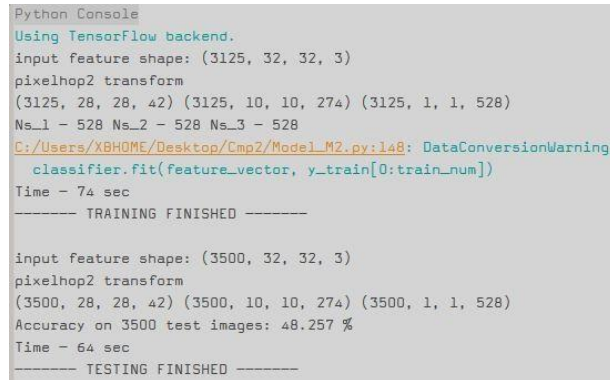 Python Console
Using TensorFlow backend.
input feature shape: (3125, 32, 32, 3)
pixelhop2 transform
(3125, 28, 28, 42) (3125, 10, 10, 274) (3125, 1, 1, 528)
Ns_1 - 528 Ns_2 - 528 Ns_3 - 528
C:/Users/XBHOME/Desktop/Cmp2/Model_M2.py:148: DataConversionWarning
classifier.fit(feature_vector, y_train[0:train_num])
Time - 74 sec
------- TRAINING FINISHED -------
input feature shape: (3500, 32, 32, 3)
pixelhop2 transform
(3500, 28, 28, 42) (3500, 10, 10, 274) (3500, 1, 1, 528)
Accuracy on 3500 test images: 48.257 %
Time - 64 sec
------- TESTING FINISHED -------